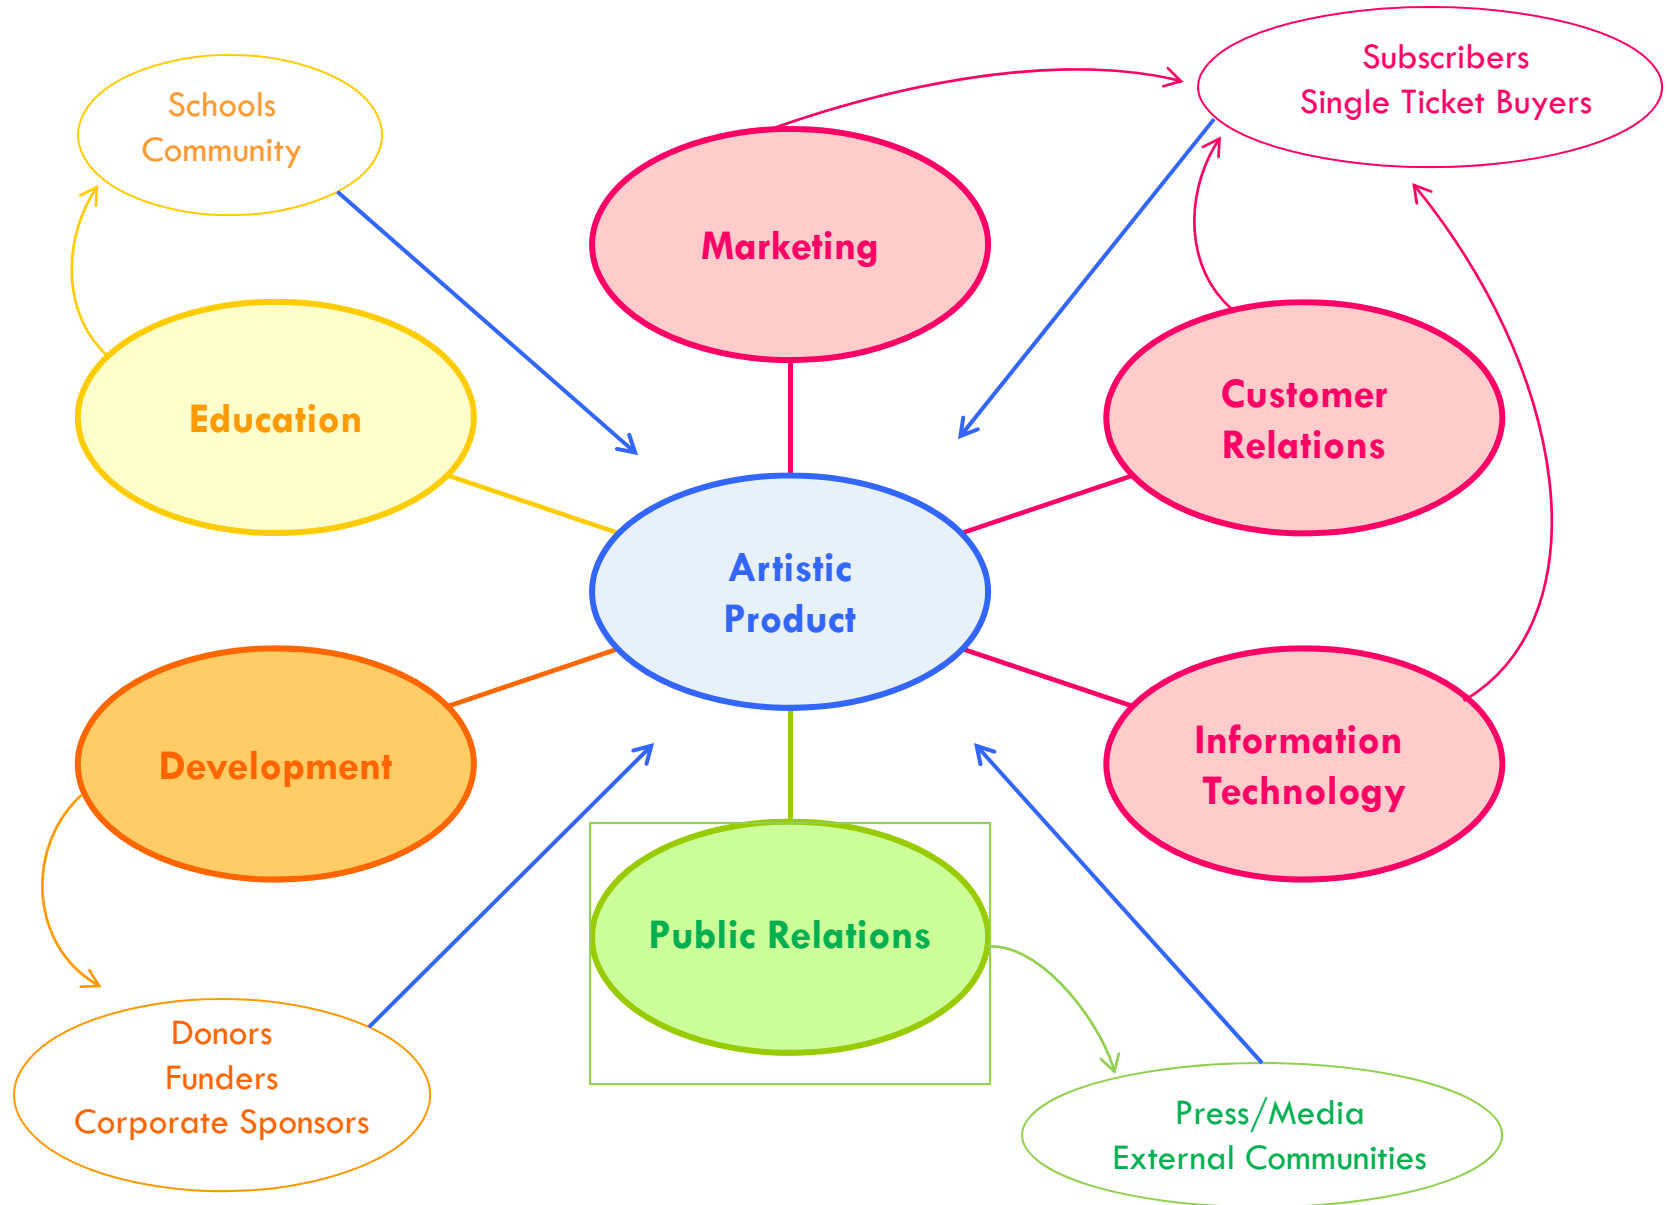 Subscribers
Single Ticket Buyers
Schools
Community
Marketing
Customer
Relations
Education
Artistic
Product
Information
Technology
Development
Public Relations
Donors
Funders
Corporate Sponsors
Press/Media
External Communities